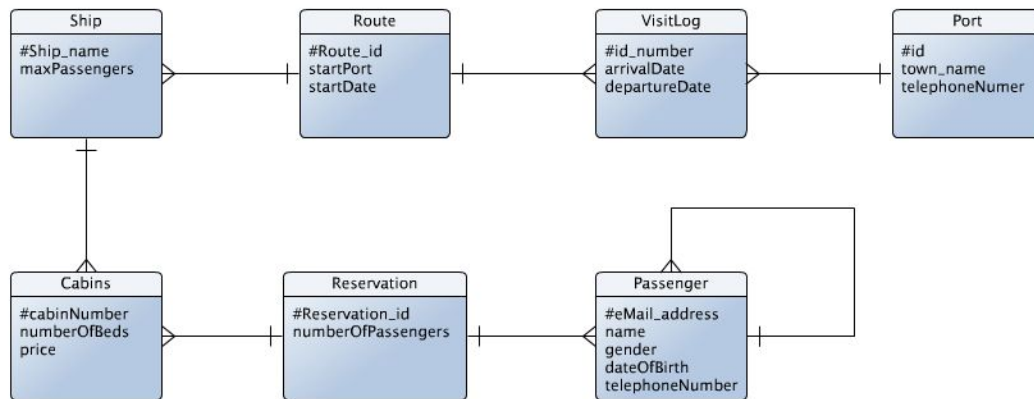 Ship
#Ship_name
maxPassengers
Route
#Route_id
startPort
startDate
VisitLog
#id_number
arrivalDate
departureDate
Port
#id
town_name
telephoneNumer
Cabins
#cabinNumber
numberOfBeds
price
Reservation
#Reservation_id
numberOfPassengers
Passenger
#eMail_address
name
gender
dateOfBirth
telephoneNumber